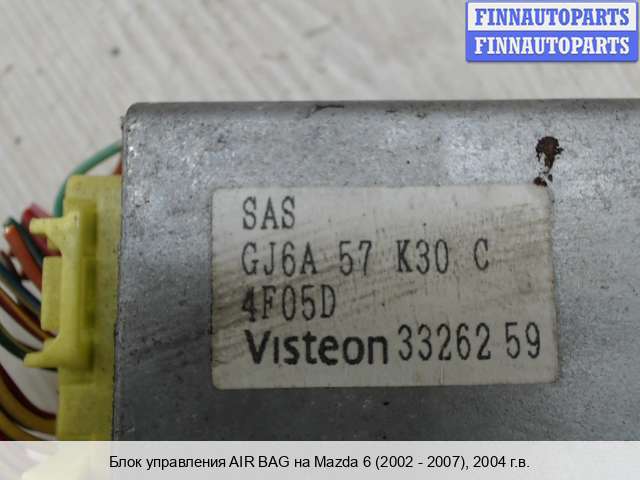 FINNAUTOPARTS
FINNAUTOPARTS
SAS
GJ6A 57 K30 C
4F05D
Visteon 33262 59
Блок управления AIR BAG на Mazda 6 (2002 - 2007), 2004 г.в.